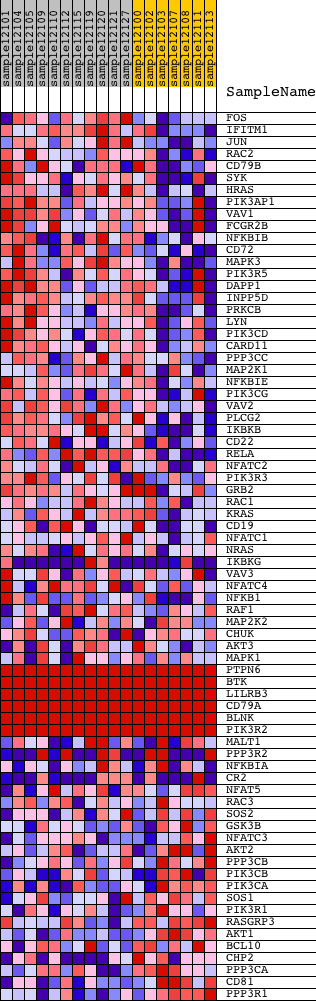 sample12101
sample12104
sample12105
sample12109
sample12110
sample12112
sample12115
sample12119
sample12120
sample12127
sample12100
sample12102
sample12103
sample12107
sample12108
sample12111
sample12113
SampleName
FOS
IFITM1
JUN
RAC2
CD79B
SYK
HRAS
PIK3AP1
VAV1
FCGR2B
NFKBIB
CD72
MAPK3
PIK3R5
DAPP1
INPP5D
PRKCB
LYN
PIK3CD
CARD11
PPP3CC
MAP2K1
NFKBIE
PIK3CG
VAV2
PLCG2
IKBKB
CD22
RELA
NFATC2
PIK3R3
GRB2
RAC1
KRAS
CD19
NFATC1
NRAS
IKBKG
VAV3
NFATC4
NFKB1
RAF1
MAP2K2
CHUK
AKT3
MAPK1
PTPN6
BTK
LILRB3
CD79A
BLNK
PIK3R2
MALT1
PPP3R2
NFKBIA
CR2
NFAT5
RAC3
SOS2
GSK3B
NFATC3
AKT2
PPP3CB
PIK3CB
PIK3CA
SOS1
PIK3R1
RASGRP3
AKT1
BCL10
CHP2
PPP3CA
CD81
PPP3R1